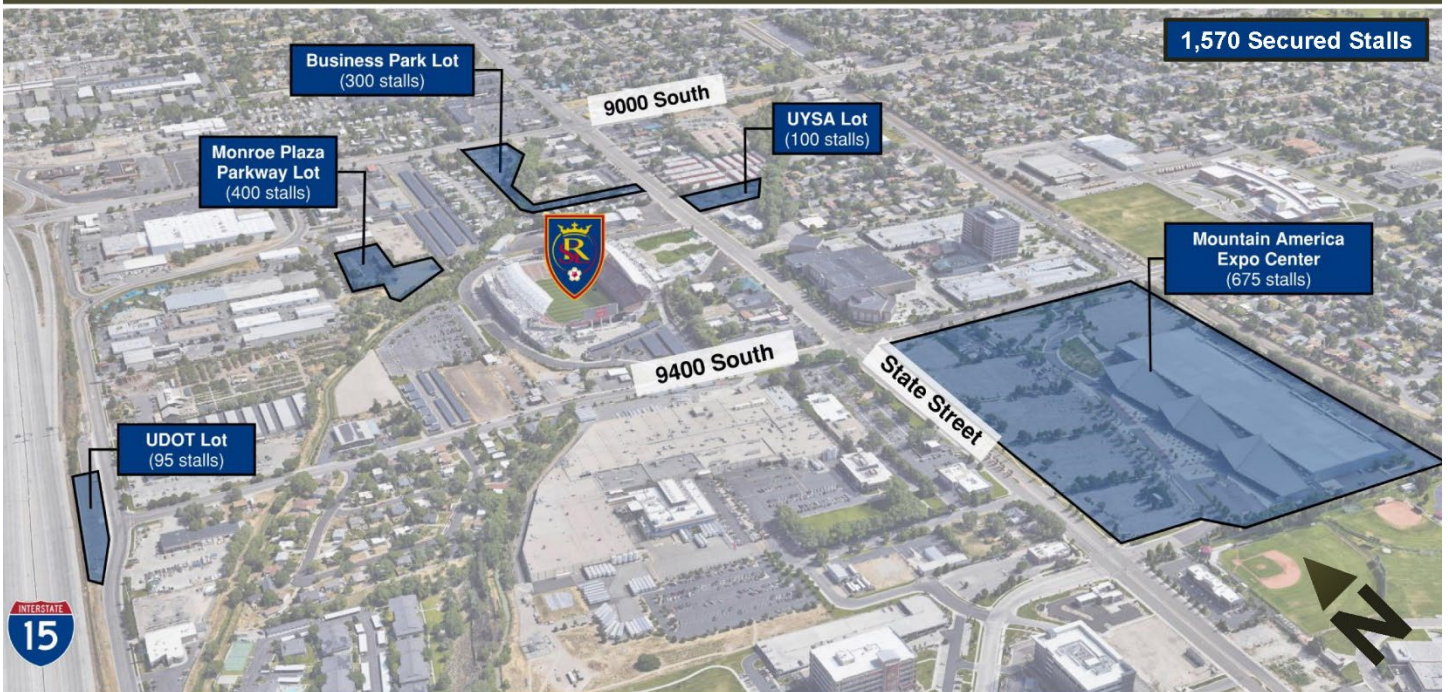 1,570 Secured Stalls
Business Park Lot
(300 stalls)
9000 South
UYSA Lot
(100 stalls)
Monroe Plaza
Parkway Lot
(400 stalls)
Mountain America
Expo Center
(675 stalls)
9400 South
State Street
UDOT Lot
(95 stalls)
INTERSTATE
15
N